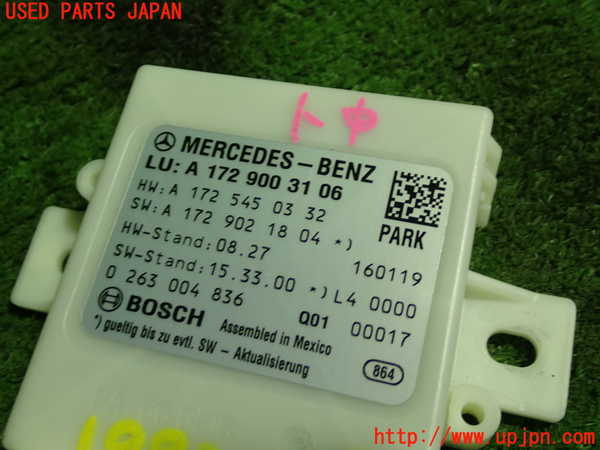 USED PARTS JAPAN
ト中
MERCEDES-BENZ
LU: A 172 900 31 06
HW: A 172 545 03 32
SW: A 172 902 18 04 *)
PARK
HW-Stand: 08.27
160119
SW-Stand: 15.33.00 *) L4 0000
0 263 004 836
Q01 00017
BOSCH
Assembled in Mexico
*) gueltig bis zu evtl. SW - Aktualisierung
864
http://www.upjpn.com/